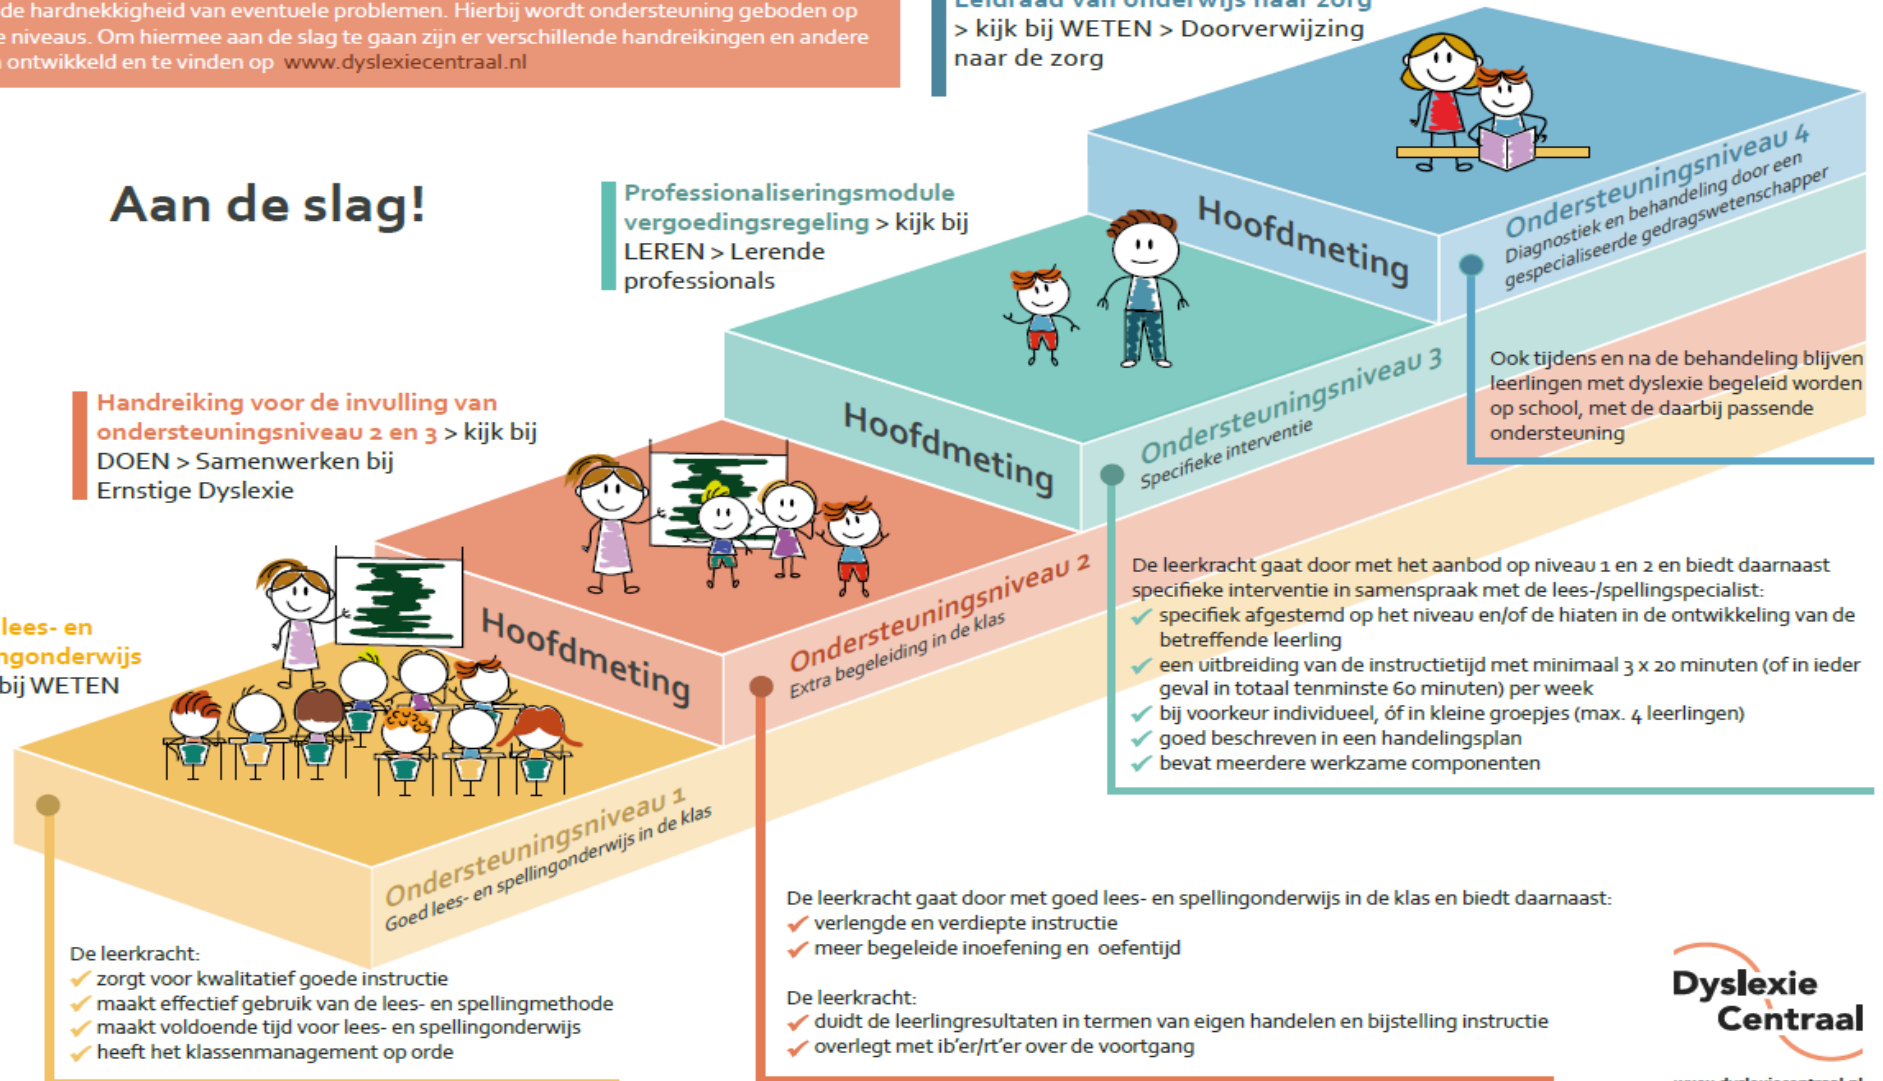 de hardnekkigheid van eventuele problemen. Hierbij wordt ondersteuning geboden op
niveaus. Om hiermee aan de slag te gaan zijn er verschillende handreikingen en andere
ontwikkeld en te vinden op www.dyslexiecentraal.nl
Leidraad van onderwijs naar zorg
> kijk bij WETEN > Doorverwijzing
naar de zorg
Aan de slag!
Professionaliseringsmodule
vergoedingsregeling > kijk bij
LEREN > Lerende
professionals
Handreiking voor de invulling van
ondersteuningsniveau 2 en 3 > kijk bij
DOEN > Samenwerken bij
Ernstige Dyslexie
lees- en
ngonderwijs
bij WETEN
Hoofdmeting
Hoofdmeting
Hoofdmeting
Ondersteuningsniveau 4
Diagnostiek en behandeling door een
gespecialiseerde gedragswetenschapper
Ook tijdens en na de behandeling blijven
leerlingen met dyslexie begeleid worden
op school, met de daarbij passende
ondersteuning
Ondersteuningsniveau 3
Specifieke interventie
De leerkracht gaat door met het aanbod op niveau 1 en 2 en biedt daarnaast
specifieke interventie in samenspraak met de lees-/spellingspecialist:
✓ specifiek afgestemd op het niveau en/of de hiaten in de ontwikkeling van de
betreffende leerling
✓ een uitbreiding van de instructietijd met minimaal 3 x 20 minuten (of in ieder
geval in totaal tenminste 60 minuten) per week
✓ bij voorkeur individueel, óf in kleine groepjes (max. 4 leerlingen)
✓ goed beschreven in een handelingsplan
✓ bevat meerdere werkzame componenten
Ondersteuningsniveau 2
Extra begeleiding in de klas
De leerkracht gaat door met goed lees- en spellingonderwijs in de klas en biedt daarnaast:
✓ verlengde en verdiepte instructie
✓ meer begeleide inoefening en oefentijd
De leerkracht:
✓ duidt de leerlingresultaten in termen van eigen handelen en bijstelling instructie
✓ overlegt met ib'er/rt'er over de voortgang
Ondersteuningsniveau 1
Goed lees- en spellingonderwijs in de klas
De leerkracht:
✓ zorgt voor kwalitatief goede instructie
✓ maakt effectief gebruik van de lees- en spellingmethode
✓ maakt voldoende tijd voor lees- en spellingonderwijs
✓ heeft het klassenmanagement op orde
Dyslexie
Centraal